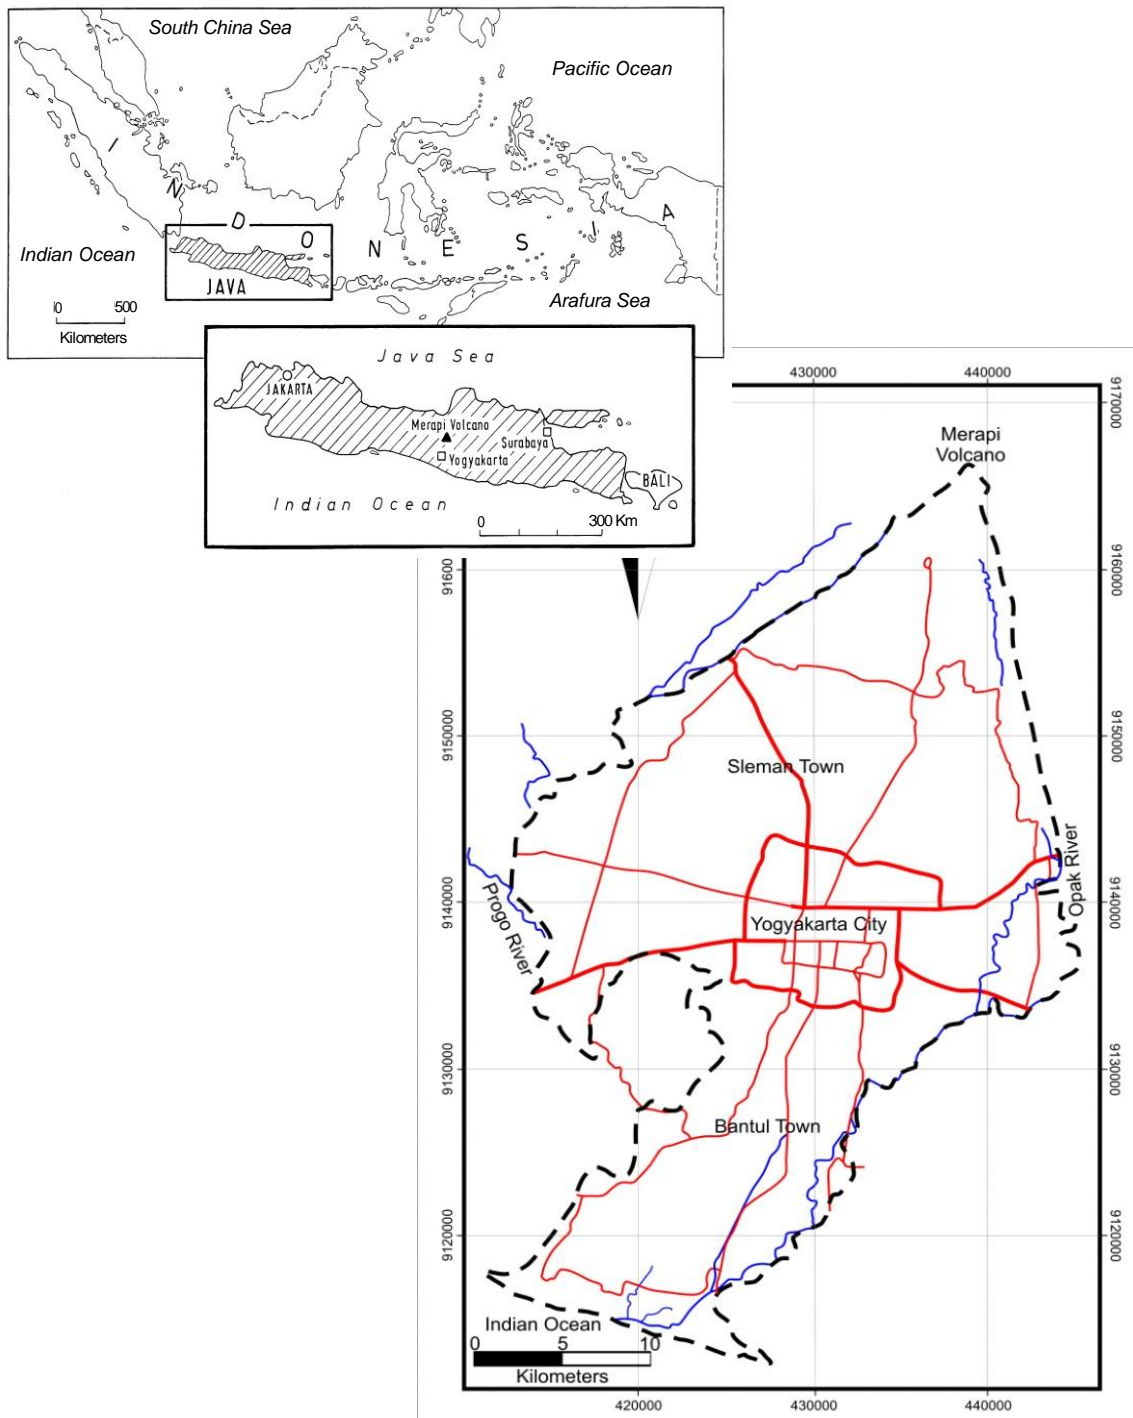 South China Sea
Pacific Ocean
I N D O N E S I A
Indian Ocean
JAVA
Arafura Sea
0 500
Kilometers
Java Sea
JAKARTA
Merapi Volcano
Surabaya
Yogyakarta
BALI
Indian Ocean
0 300 Km
430000 440000
9170000
Merapi
Volcano
91600
9160000
9150000
9150000
Sleman Town
Opak River
Progo River
9140000
9140000
Yogyakarta City
9130000
9130000
Bantul Town
9120000
9120000
Indian Ocean
0 5 10
Kilometers
420000 430000 440000